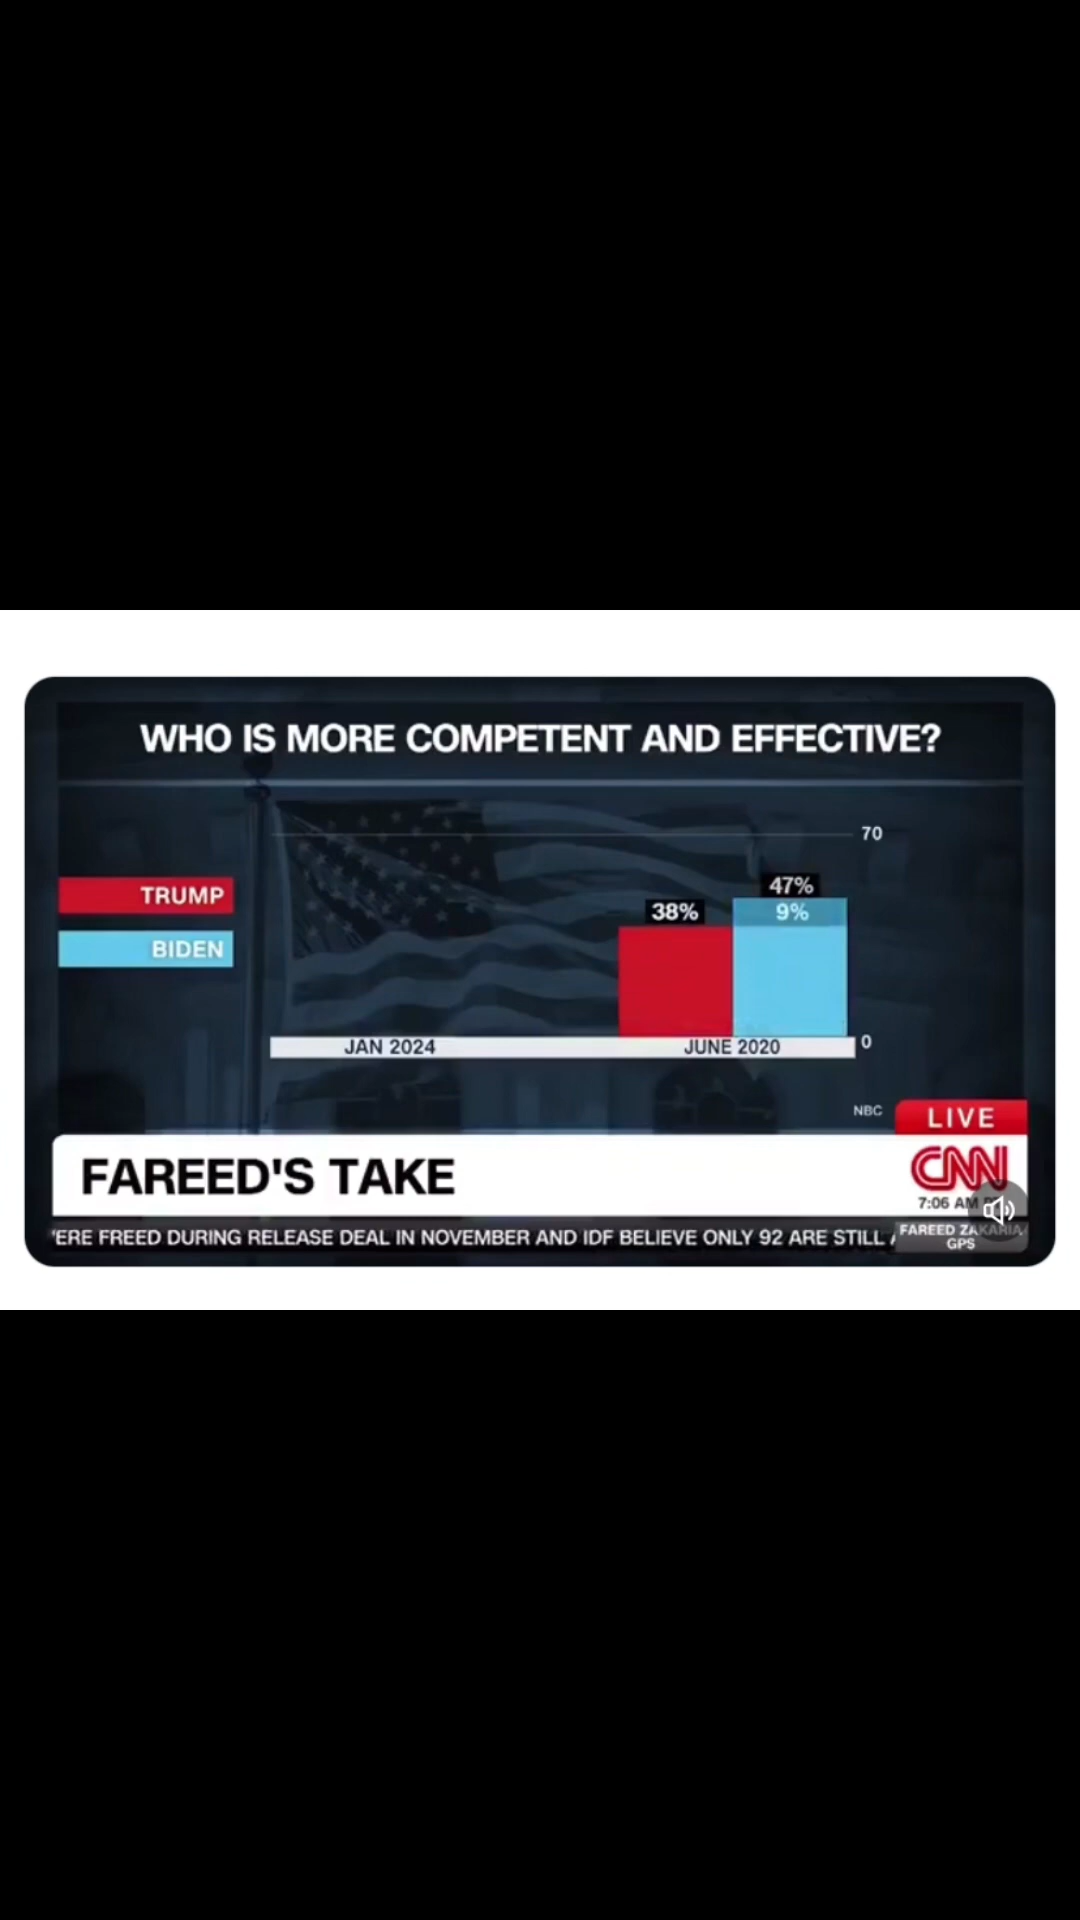 WHO IS MORE COMPETENT AND EFFECTIVE?
70
TRUMP
BIDEN
47%
38%
9%
JAN 2024
JUNE 2020
0
NBC
LIVE
FAREED'S TAKE
CNN
7:06 AM
ERE FREED DURING RELEASE DEAL IN NOVEMBER AND IDF BELIEVE ONLY 92 ARE STILL
FAREED ZAKARIA
GPS